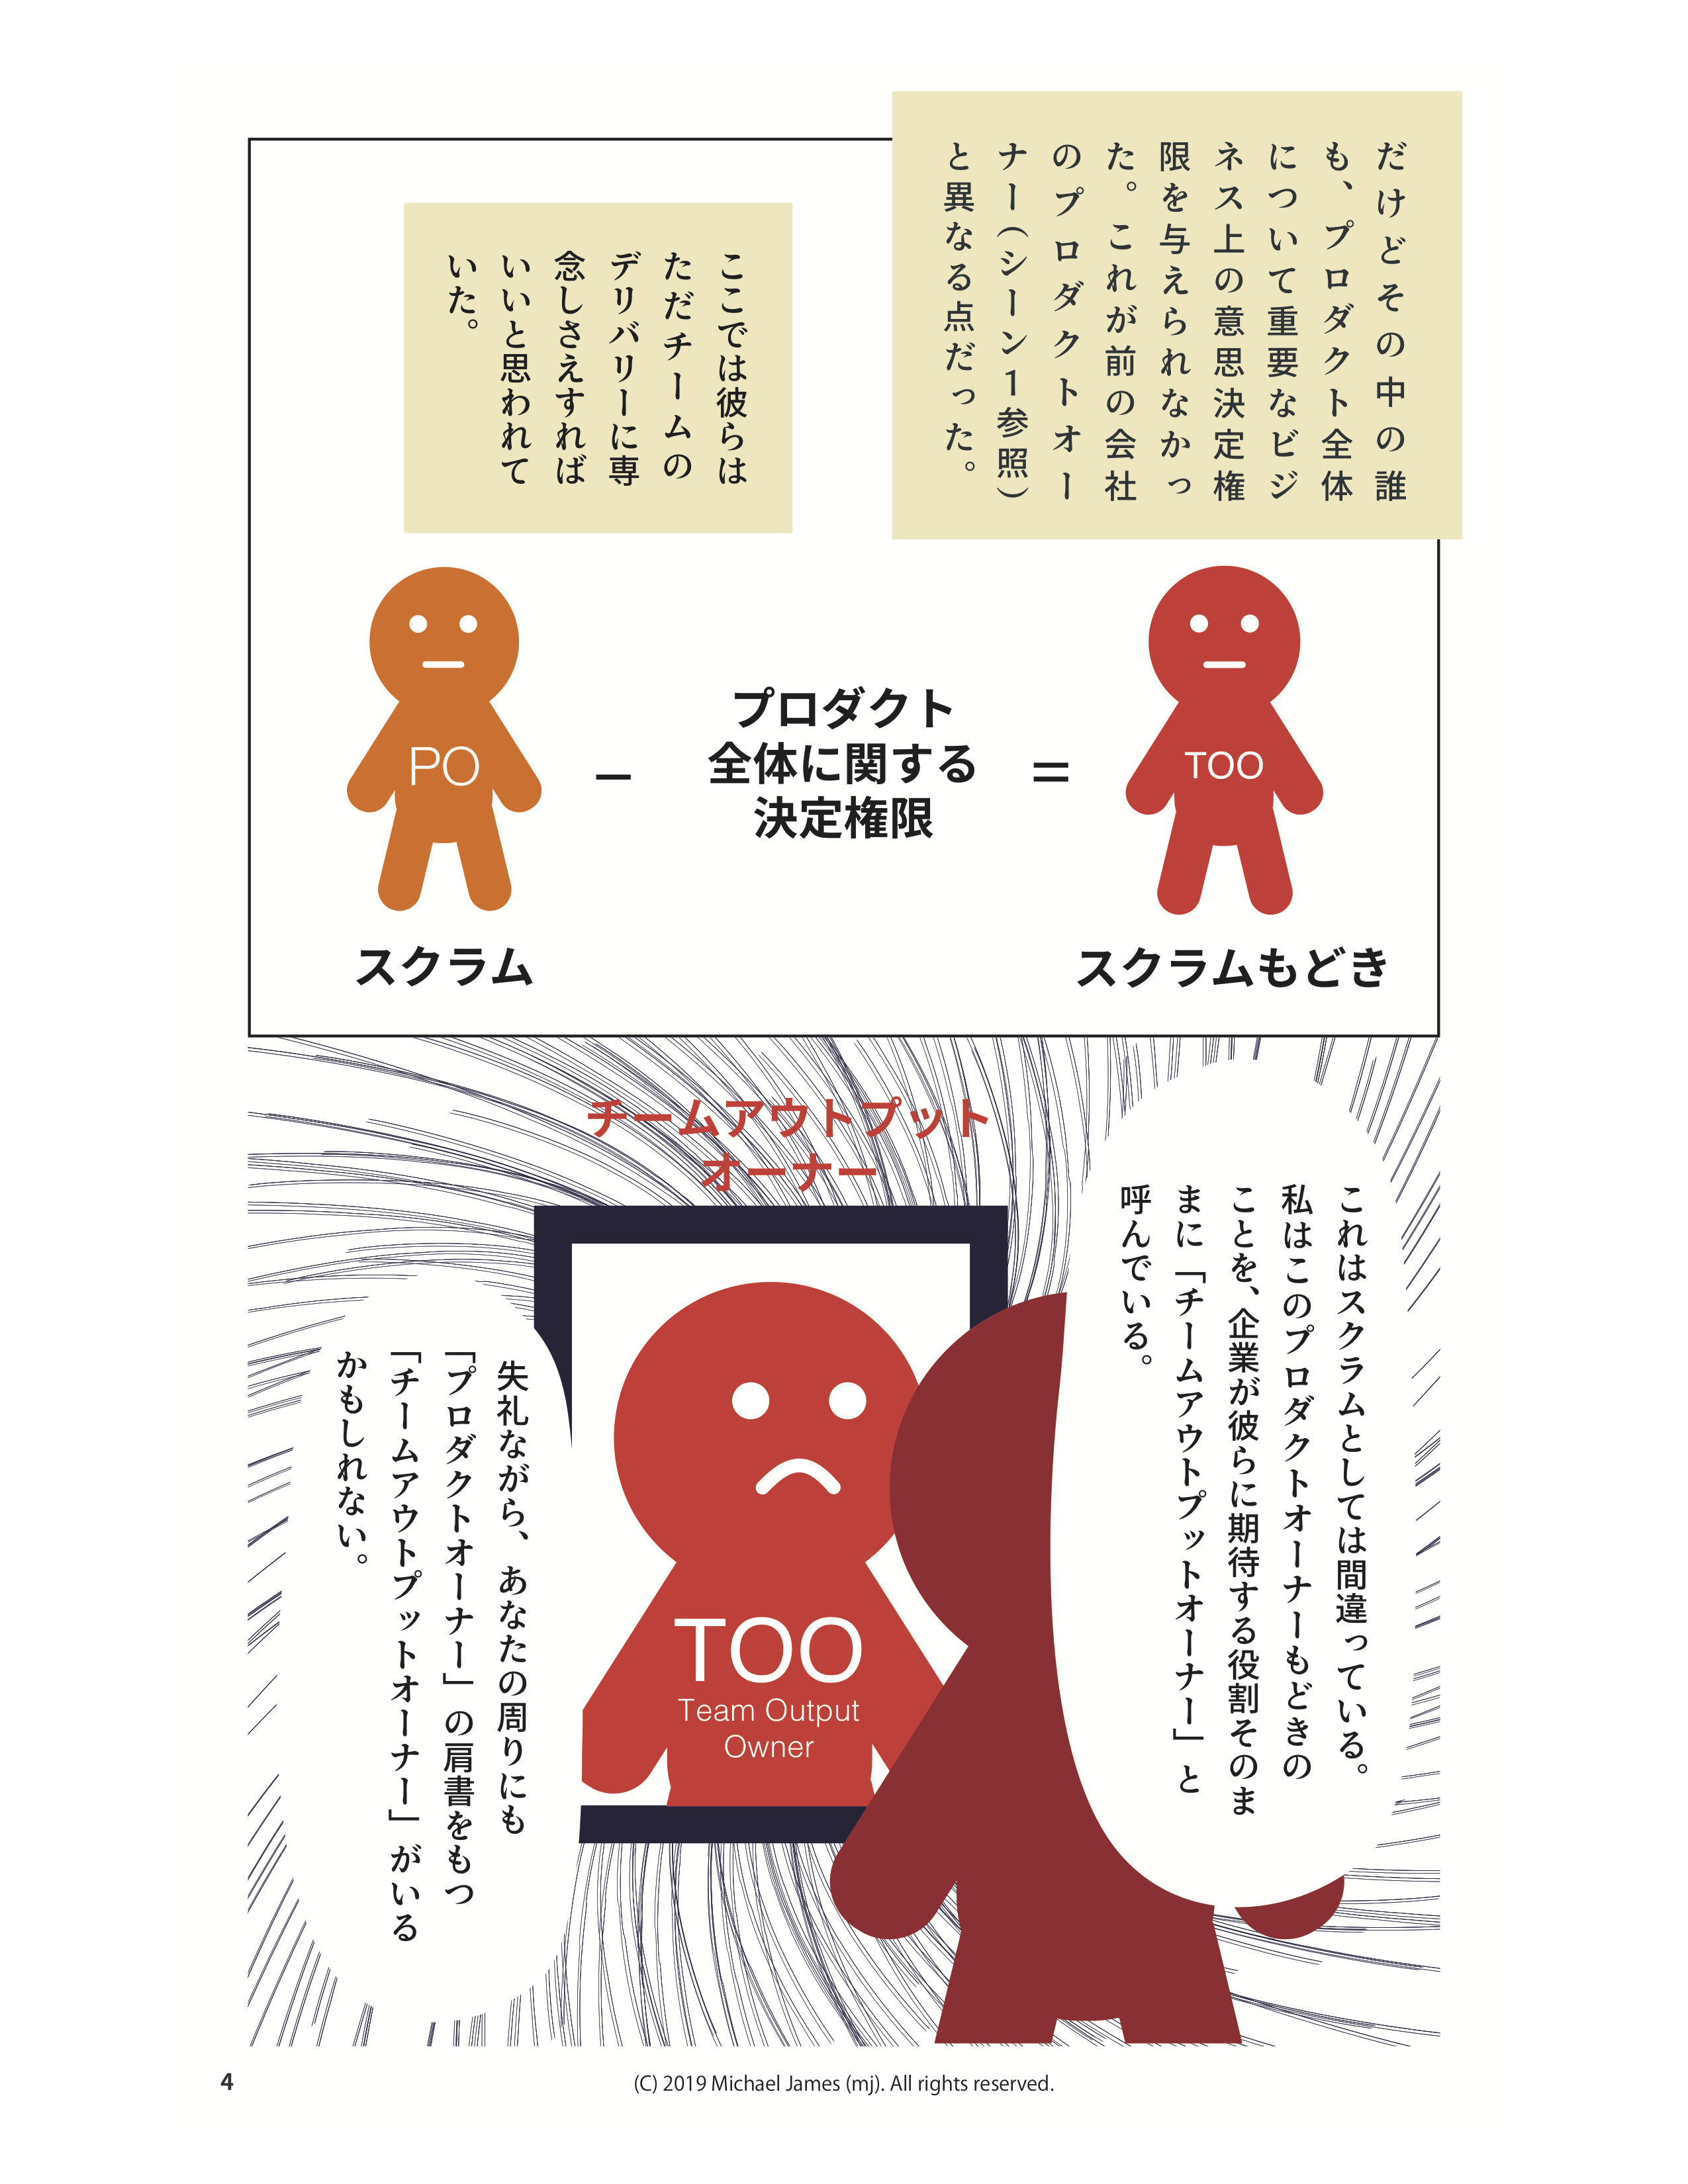 だけどその中の誰
も、プロダクト全体
について重要なビジ
ネス上の意思決定権
限を与えられなかっ
た。これが前の会社
のプロダクトオー
ナー(シーン1参照)
と異なる点だった。
ここでは彼らは
ただチームの
デリバリーに専
念しさえすれば
いいと思われて
いた。
PO
−
プロダクト
全体に関する
決定権限
=
TOO
スクラム
スクラムもどき
チームアウトプット
オーナー
これはスクラムとしては間違っている。
私はこのプロダクトオーナーもどきの
ことを、企業が彼らに期待する役割そのま
まに「チームアウトプットオーナー」と
呼んでいる。
TOO
Team Output
Owner
失礼ながら、あなたの周りにも
「プロダクトオーナー」の肩書をもつ
「チームアウトプットオーナー」がいる
かもしれない。
4
(C) 2019 Michael James (mj). All rights reserved.